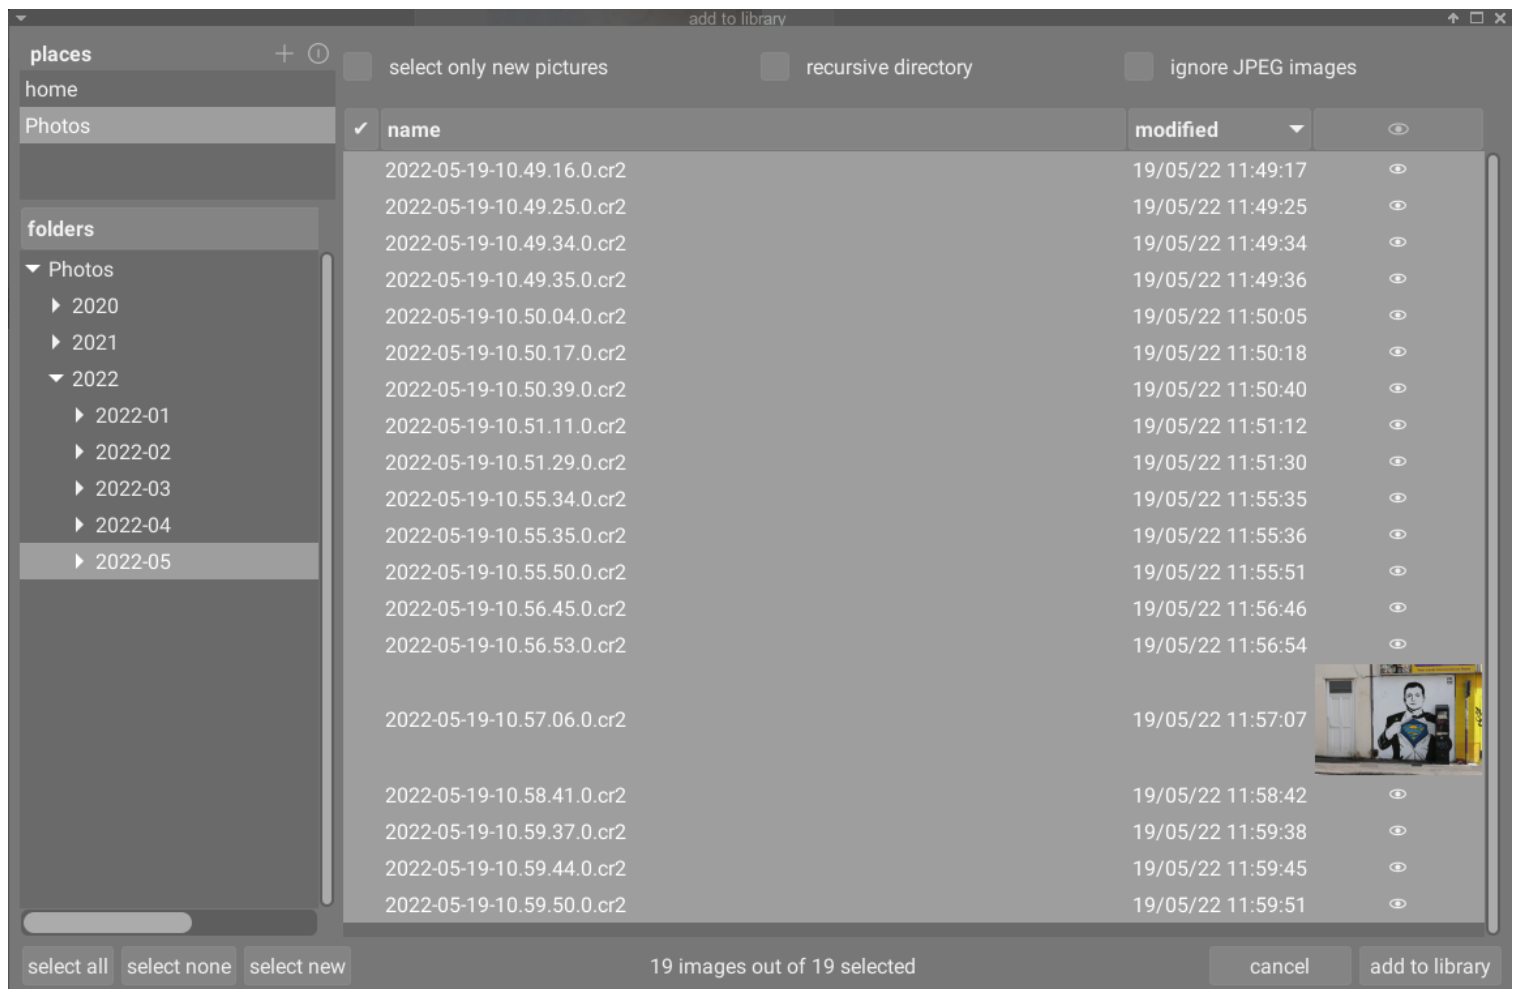 add to library
places
home
Photos
folders
Photos
2020
2021
2022
2022-01
2022-02
2022-03
2022-04
2022-05
select only new pictures recursive directory ignore JPEG images
✔ name modified
2022-05-19-10.49.16.0.cr2 19/05/22 11:49:17
2022-05-19-10.49.25.0.cr2 19/05/22 11:49:25
2022-05-19-10.49.34.0.cr2 19/05/22 11:49:34
2022-05-19-10.49.35.0.cr2 19/05/22 11:49:36
2022-05-19-10.50.04.0.cr2 19/05/22 11:50:05
2022-05-19-10.50.17.0.cr2 19/05/22 11:50:18
2022-05-19-10.50.39.0.cr2 19/05/22 11:50:40
2022-05-19-10.51.11.0.cr2 19/05/22 11:51:12
2022-05-19-10.51.29.0.cr2 19/05/22 11:51:30
2022-05-19-10.55.34.0.cr2 19/05/22 11:55:35
2022-05-19-10.55.35.0.cr2 19/05/22 11:55:36
2022-05-19-10.55.50.0.cr2 19/05/22 11:55:51
2022-05-19-10.56.45.0.cr2 19/05/22 11:56:46
2022-05-19-10.56.53.0.cr2 19/05/22 11:56:54
2022-05-19-10.57.06.0.cr2 19/05/22 11:57:07
2022-05-19-10.58.41.0.cr2 19/05/22 11:58:42
2022-05-19-10.59.37.0.cr2 19/05/22 11:59:38
2022-05-19-10.59.44.0.cr2 19/05/22 11:59:45
2022-05-19-10.59.50.0.cr2 19/05/22 11:59:51
select all select none select new 19 images out of 19 selected cancel add to library